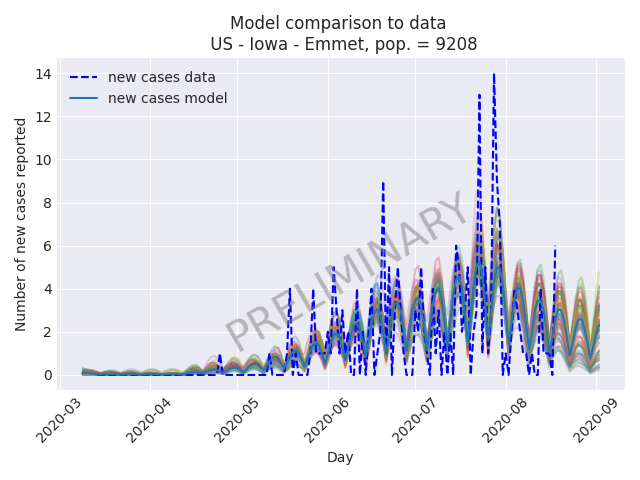 Model comparison to data
US - Iowa - Emmet, pop. = 9208
new cases data
new cases model
PRELIMINARY
Number of new cases reported
14
12
10
8
6
4
2
0
2020-03
2020-04
2020-05
2020-06
2020-07
2020-08
2020-09
Day